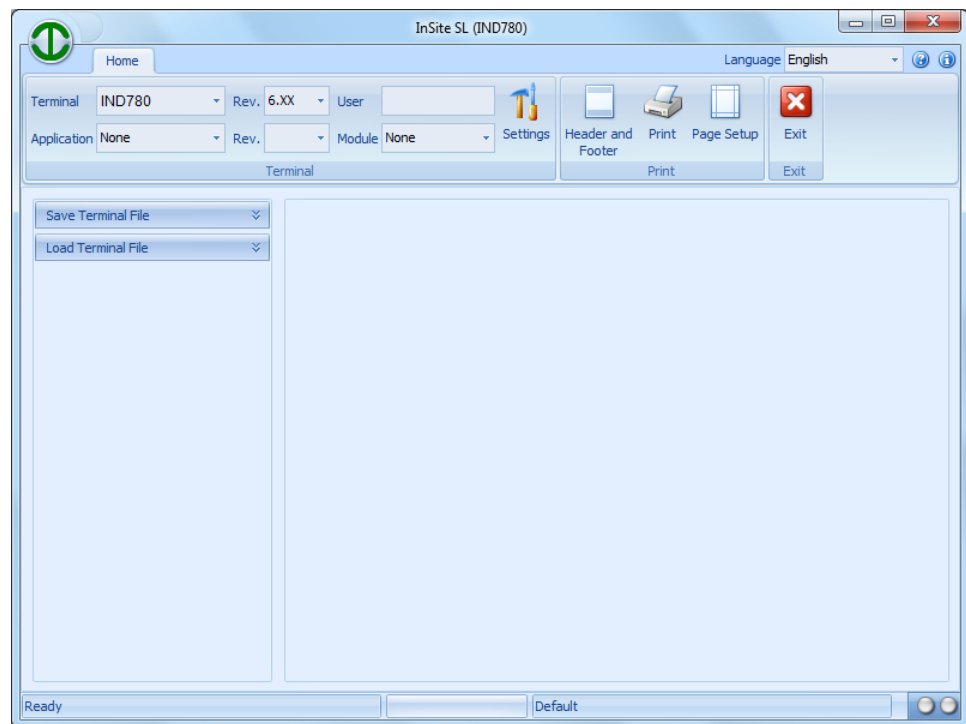 InSite SL (IND780)
Home
Language English
Terminal IND780 Rev. 6.XX User
Application None Rev. Module None
Settings
Header and Footer
Print
Page Setup
Exit
Terminal
Print
Exit
Save Terminal File
Load Terminal File
Ready
Default